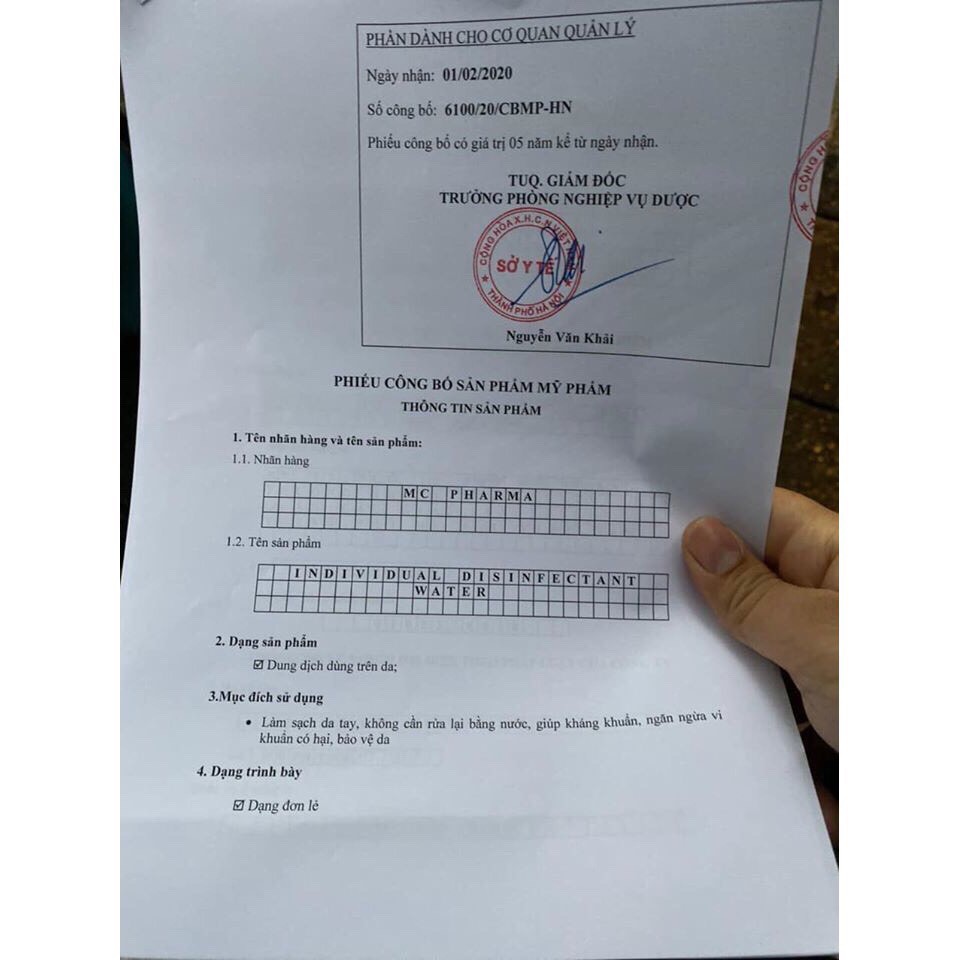 PHẦN DÀNH CHO CƠ QUAN QUẢN LÝ
Ngày nhận: 01/02/2020
Số công bố: 6100/20/CBMP-HN
Phiếu công bố có giá trị 05 năm kể từ ngày nhận.
TUQ. GIÁM ĐỐC
TRƯỞNG PHÒNG NGHIỆP VỤ DƯỢC
CỘNG HÒA X.H.C.N VIỆT
SỞ Y TẾ
THÀNH PHỐ HÀ NỘI
CỘNG HÒA
Nguyễn Văn Khải
PHIẾU CÔNG BỐ SẢN PHẨM MỸ PHẨM
THÔNG TIN SẢN PHẨM
1. Tên nhãn hàng và tên sản phẩm:
1.1. Nhãn hàng
MC PHARMA
1.2. Tên sản phẩm
INDIVIDUAL DISINFECTANT
WATER
2. Dạng sản phẩm
☑ Dung dịch dùng trên da;
3.Mục đích sử dụng
• Làm sạch da tay, không cần rửa lại bằng nước, giúp kháng khuẩn, ngăn ngừa vi
khuẩn có hại, bảo vệ da
4. Dạng trình bày
☑ Dạng đơn lẻ